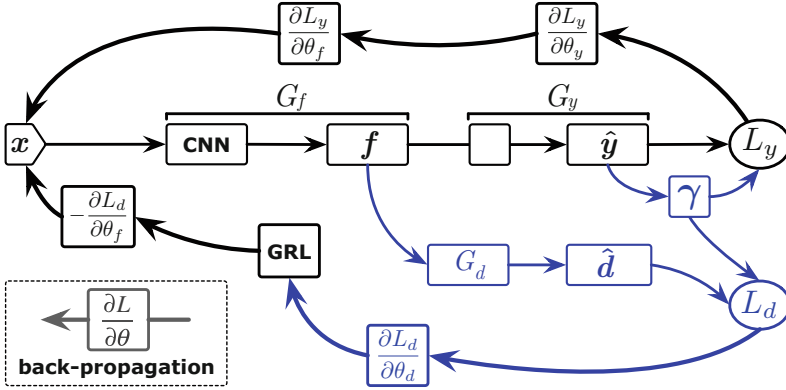 ∂L_y/∂θ_f
∂L_y/∂θ_y
G_f
G_y
x
CNN
f
ŷ
L_y
γ
-∂L_d/∂θ_f
GRL
G_d
d̂
L_d
∂L/∂θ
back-propagation
∂L_d/∂θ_d